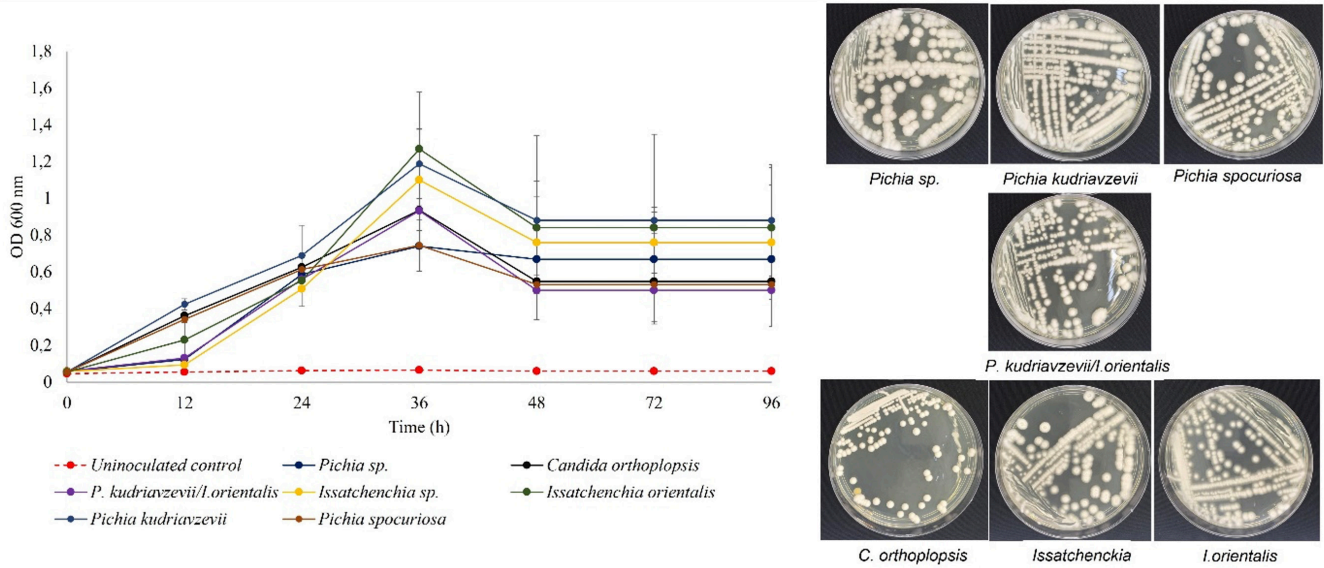 1,8
1,6
1,4
1,2
1
0,8
0,6
0,4
0,2
0
OD 600 nm
0 12 24 36 48 72 96
Time (h)
Uninoculated control Pichia sp. Candida orthoplopsis
P. kudriavzevii/I.orientalis Issatchenchia sp. Issatchenchia orientalis
Pichia kudriavzevii Pichia spocuriosa
Pichia sp. Pichia kudriavzevii Pichia spocuriosa
P. kudriavzevii/I.orientalis
C. orthoplopsis Issatchenckia I.orientalis